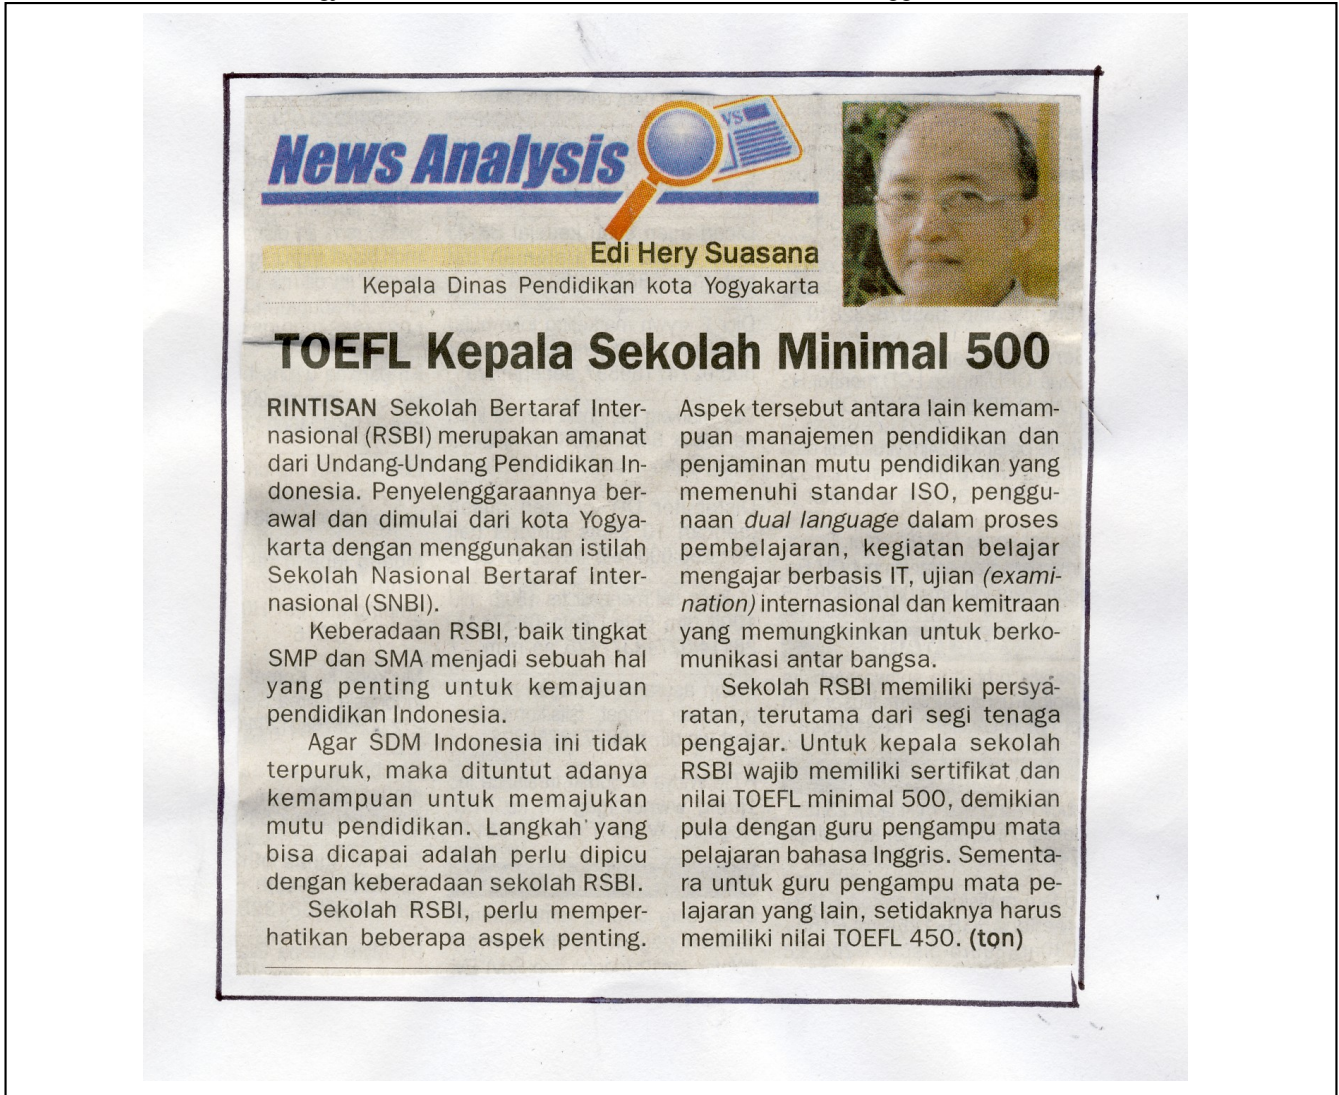 News Analysis
VS
Edi Hery Suasana
Kepala Dinas Pendidikan kota Yogyakarta
TOEFL Kepala Sekolah Minimal 500
RINTISAN Sekolah Bertaraf Inter-
nasional (RSBI) merupakan amanat
dari Undang-Undang Pendidikan In-
donesia. Penyelenggaraannya ber-
awal dan dimulai dari kota Yogya-
karta dengan menggunakan istilah
Sekolah Nasional Bertaraf Inter-
nasional (SNBI).
Keberadaan RSBI, baik tingkat
SMP dan SMA menjadi sebuah hal
yang penting untuk kemajuan
pendidikan Indonesia.
Agar SDM Indonesia ini tidak
terpuruk, maka dituntut adanya
kemampuan untuk memajukan
mutu pendidikan. Langkah yang
bisa dicapai adalah perlu dipicu
dengan keberadaan sekolah RSBI.
Sekolah RSBI, perlu memper-
hatikan beberapa aspek penting.
Aspek tersebut antara lain kemam-
puan manajemen pendidikan dan
penjaminan mutu pendidikan yang
memenuhi standar ISO, penggu-
naan dual language dalam proses
pembelajaran, kegiatan belajar
mengajar berbasis IT, ujian (exami-
nation) internasional dan kemitraan
yang memungkinkan untuk berko-
munikasi antar bangsa.
Sekolah RSBI memiliki persya-
ratan, terutama dari segi tenaga
pengajar. Untuk kepala sekolah
RSBI wajib memiliki sertifikat dan
nilai TOEFL minimal 500, demikian
pula dengan guru pengampu mata
pelajaran bahasa Inggris. Sementa-
ra untuk guru pengampu mata pe-
lajaran yang lain, setidaknya harus
memiliki nilai TOEFL 450. (ton)